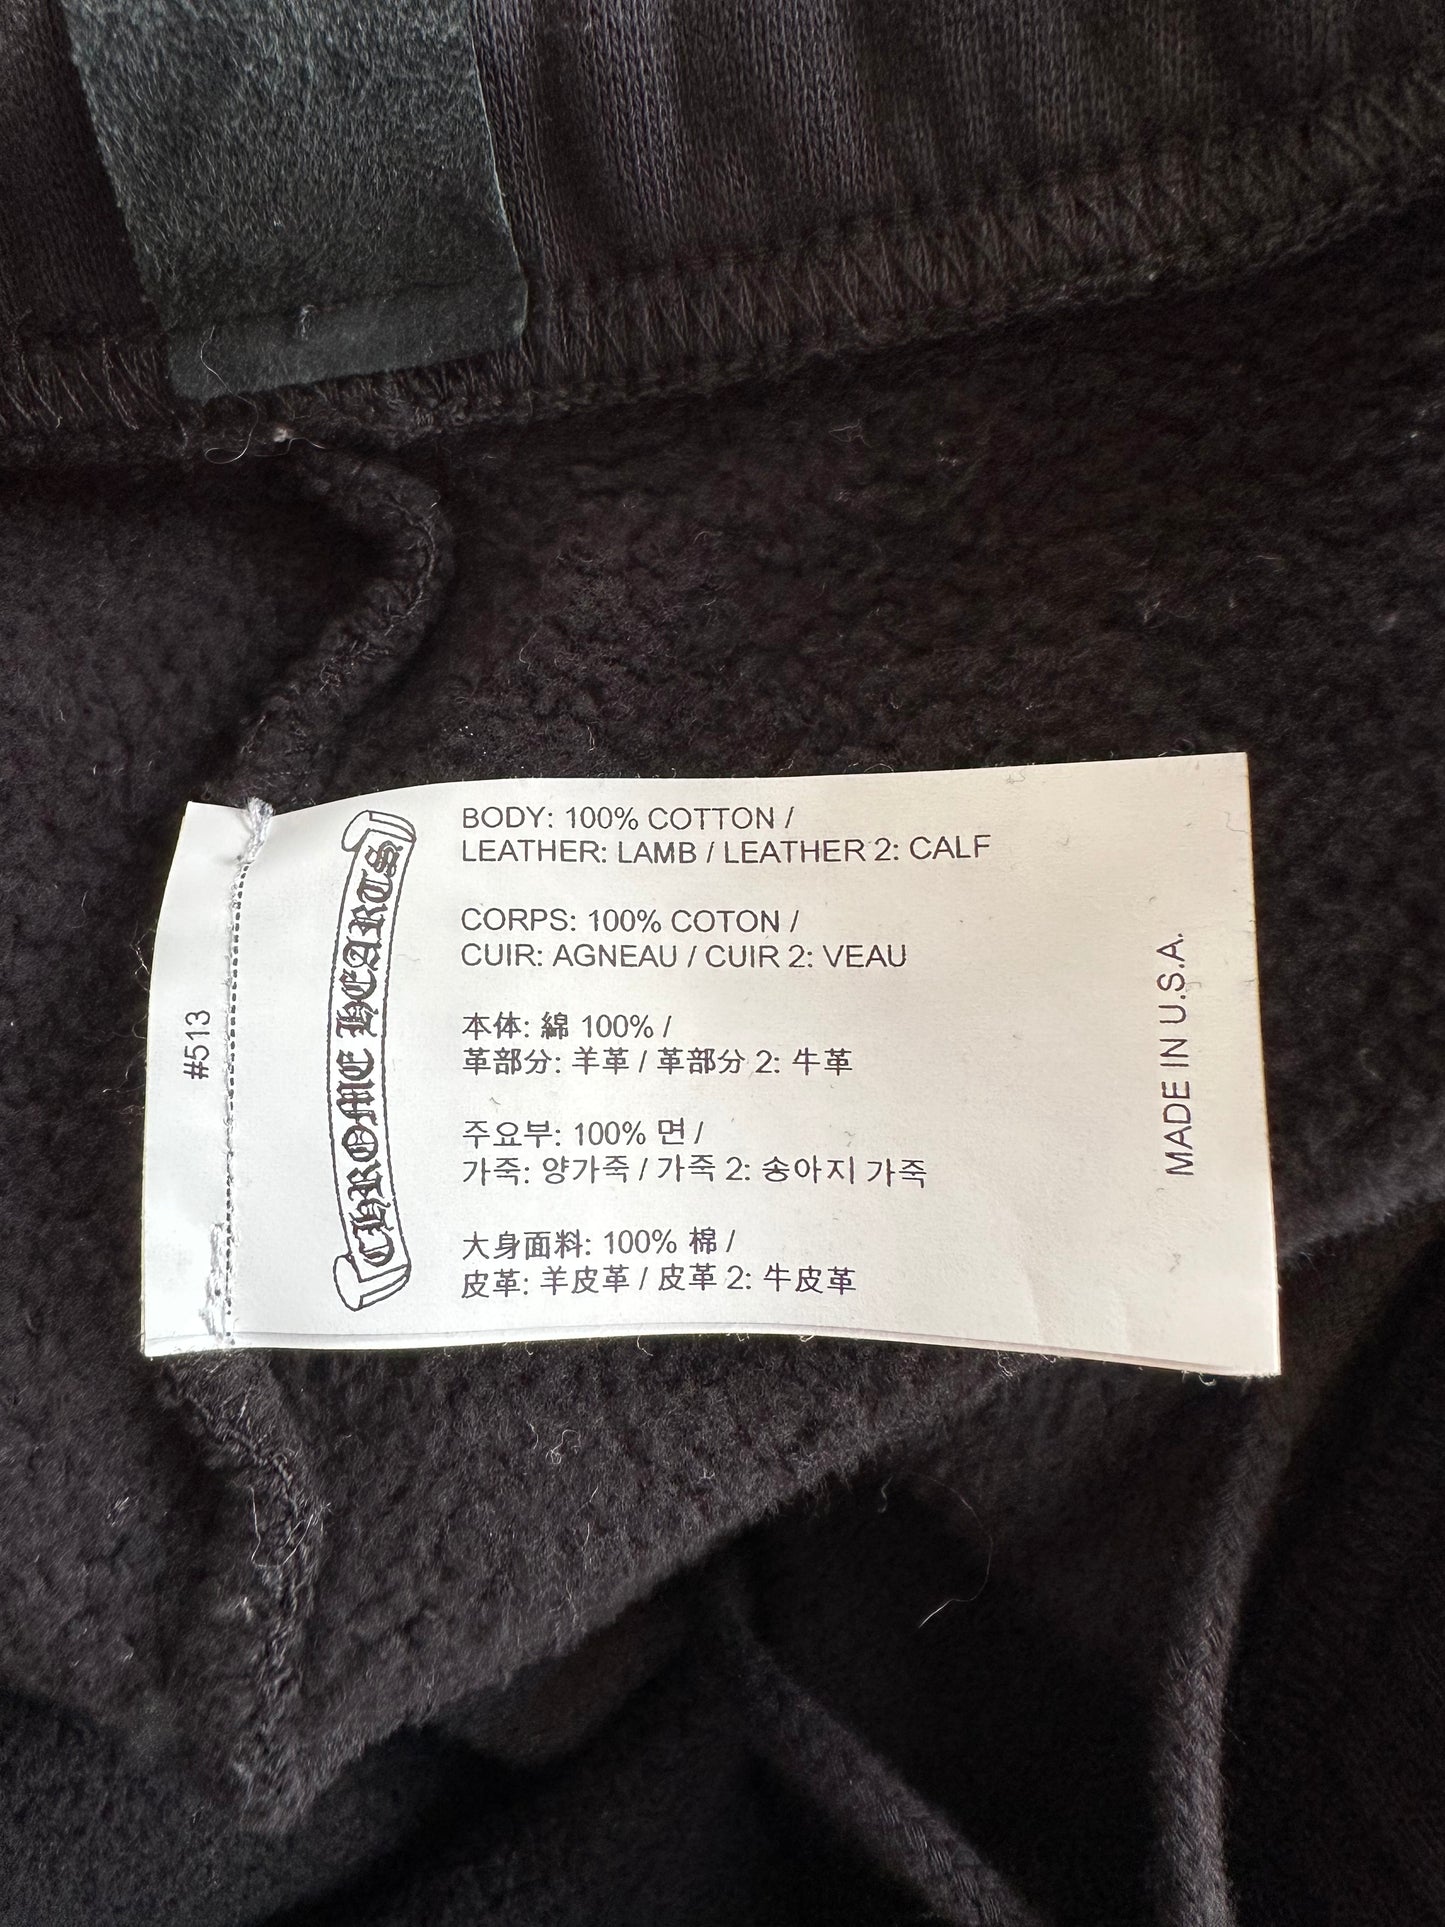 #513
CHROME HEARTS
BODY: 100% COTTON /
LEATHER: LAMB / LEATHER 2: CALF
CORPS: 100% COTON /
CUIR: AGNEAU / CUIR 2: VEAU
本体: 綿 100% /
革部分: 羊革 / 革部分 2: 牛革
주요부: 100% 면 /
가죽: 양가죽 / 가죽 2: 송아지 가죽
大身面料: 100% 棉 /
皮革: 羊皮革 / 皮革 2: 牛皮革
MADE IN U.S.A.